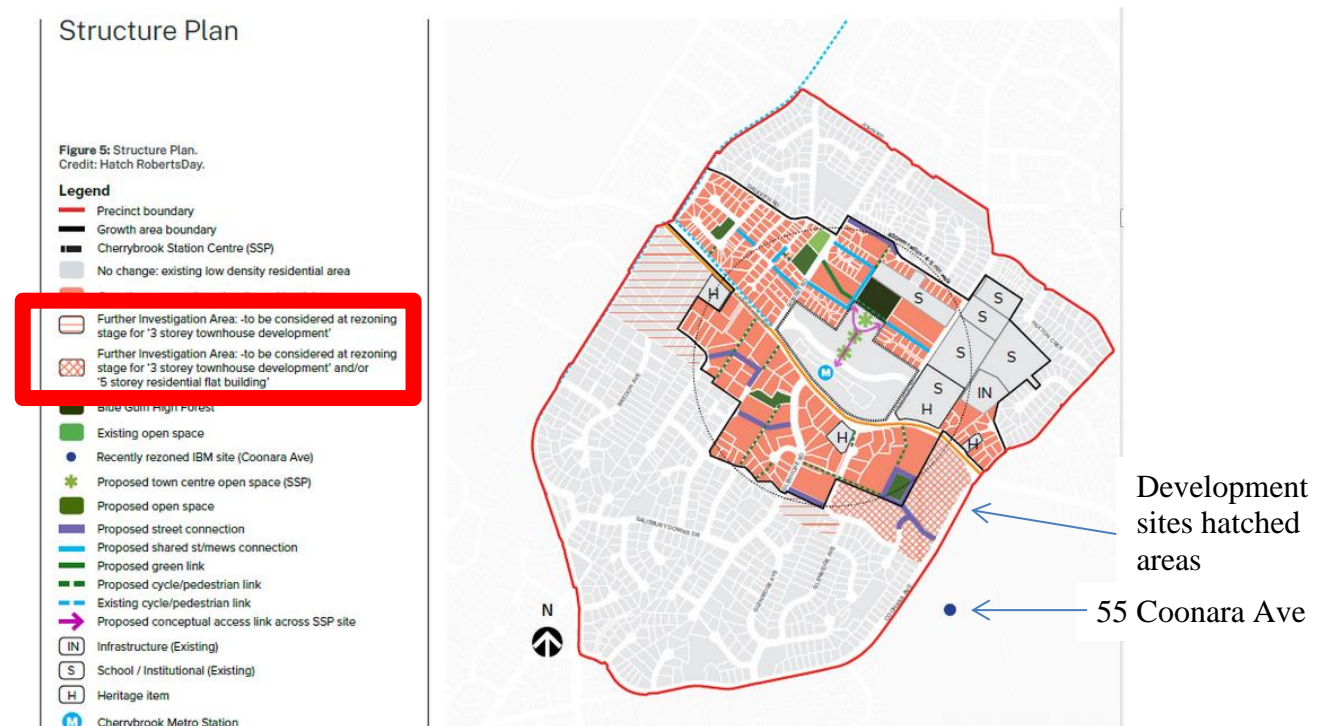 Structure Plan
Figure 5: Structure Plan.
Credit: Hatch RobertsDay.
Legend
Precinct boundary
Growth area boundary
Cherrybrook Station Centre (SSP)
No change: existing low density residential area
Further Investigation Area: -to be considered at rezoning
stage for '3 storey townhouse development'
Further Investigation Area: -to be considered at rezoning
stage for '3 storey townhouse development' and/or
'5 storey residential flat building'
Blue Gum High Forest
Existing open space
Recently rezoned IBM site (Coonara Ave)
Proposed town centre open space (SSP)
Proposed open space
Proposed street connection
Proposed shared st/mews connection
Proposed green link
Proposed cycle/pedestrian link
Existing cycle/pedestrian link
Proposed conceptual access link across SSP site
IN Infrastructure (Existing)
S School / Institutional (Existing)
H Heritage item
M Cherrybrook Metro Station
N
H
S
S
S
S
S
S
H
IN
H
H
M
SALISBURY DOWNS DR
GLENRIDGE AVE
Development
sites hatched
areas
55 Coonara Ave